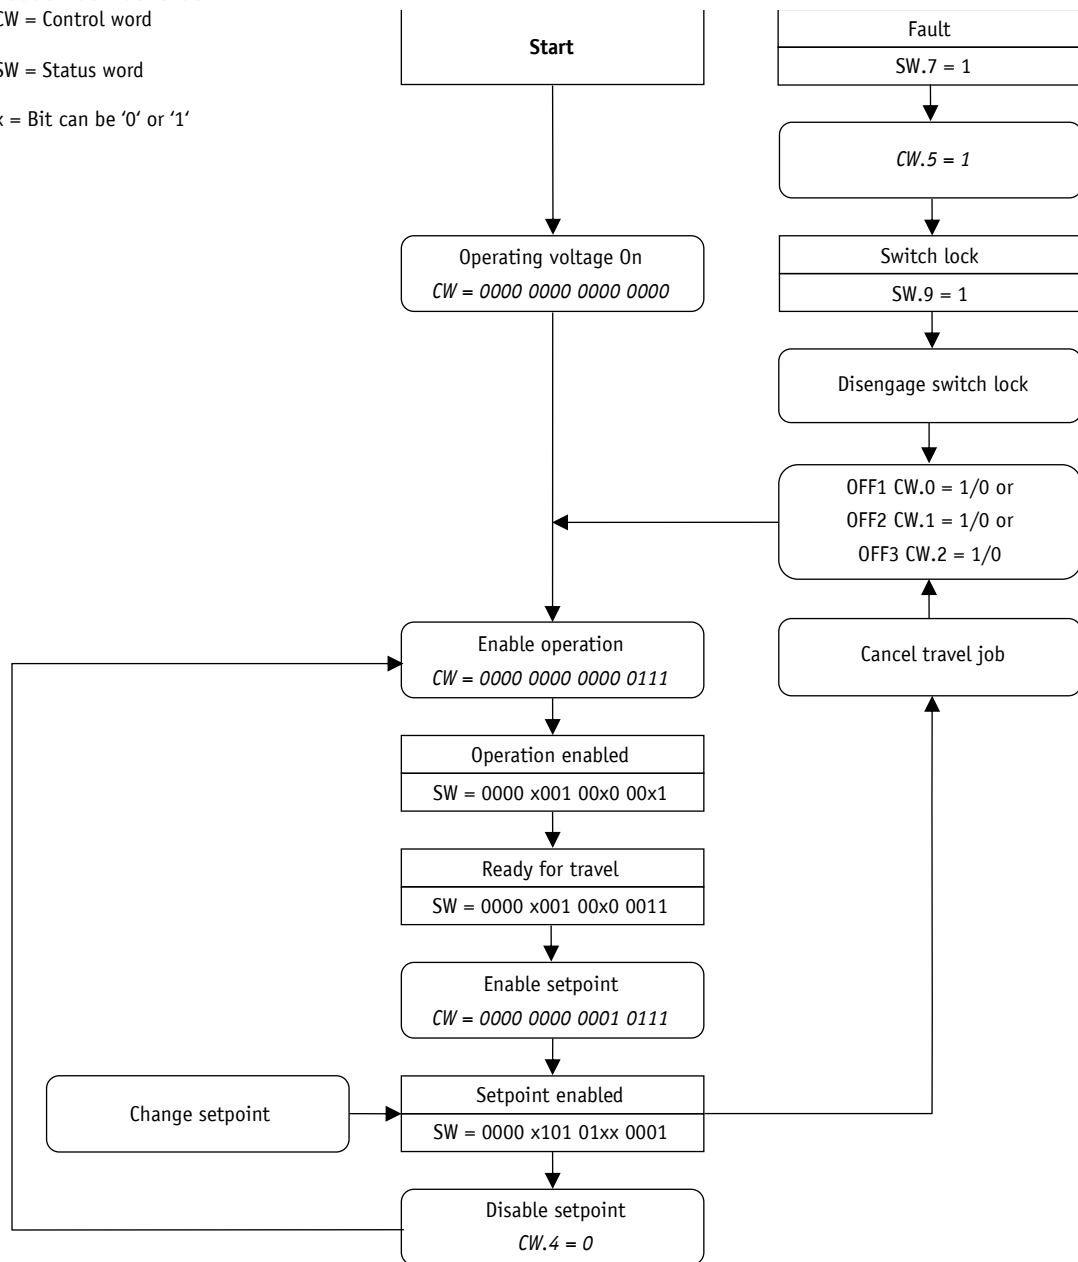 CW = Control word
SW = Status word
x = Bit can be ‘0‘ or ‘1‘
Start
Operating voltage On
CW = 0000 0000 0000 0000
Enable operation
CW = 0000 0000 0000 0111
Operation enabled
SW = 0000 x001 00x0 00x1
Ready for travel
SW = 0000 x001 00x0 0011
Enable setpoint
CW = 0000 0000 0001 0111
Change setpoint
Setpoint enabled
SW = 0000 x101 01xx 0001
Disable setpoint
CW.4 = 0
Fault
SW.7 = 1
CW.5 = 1
Switch lock
SW.9 = 1
Disengage switch lock
OFF1 CW.0 = 1/0 or
OFF2 CW.1 = 1/0 or
OFF3 CW.2 = 1/0
Cancel travel job